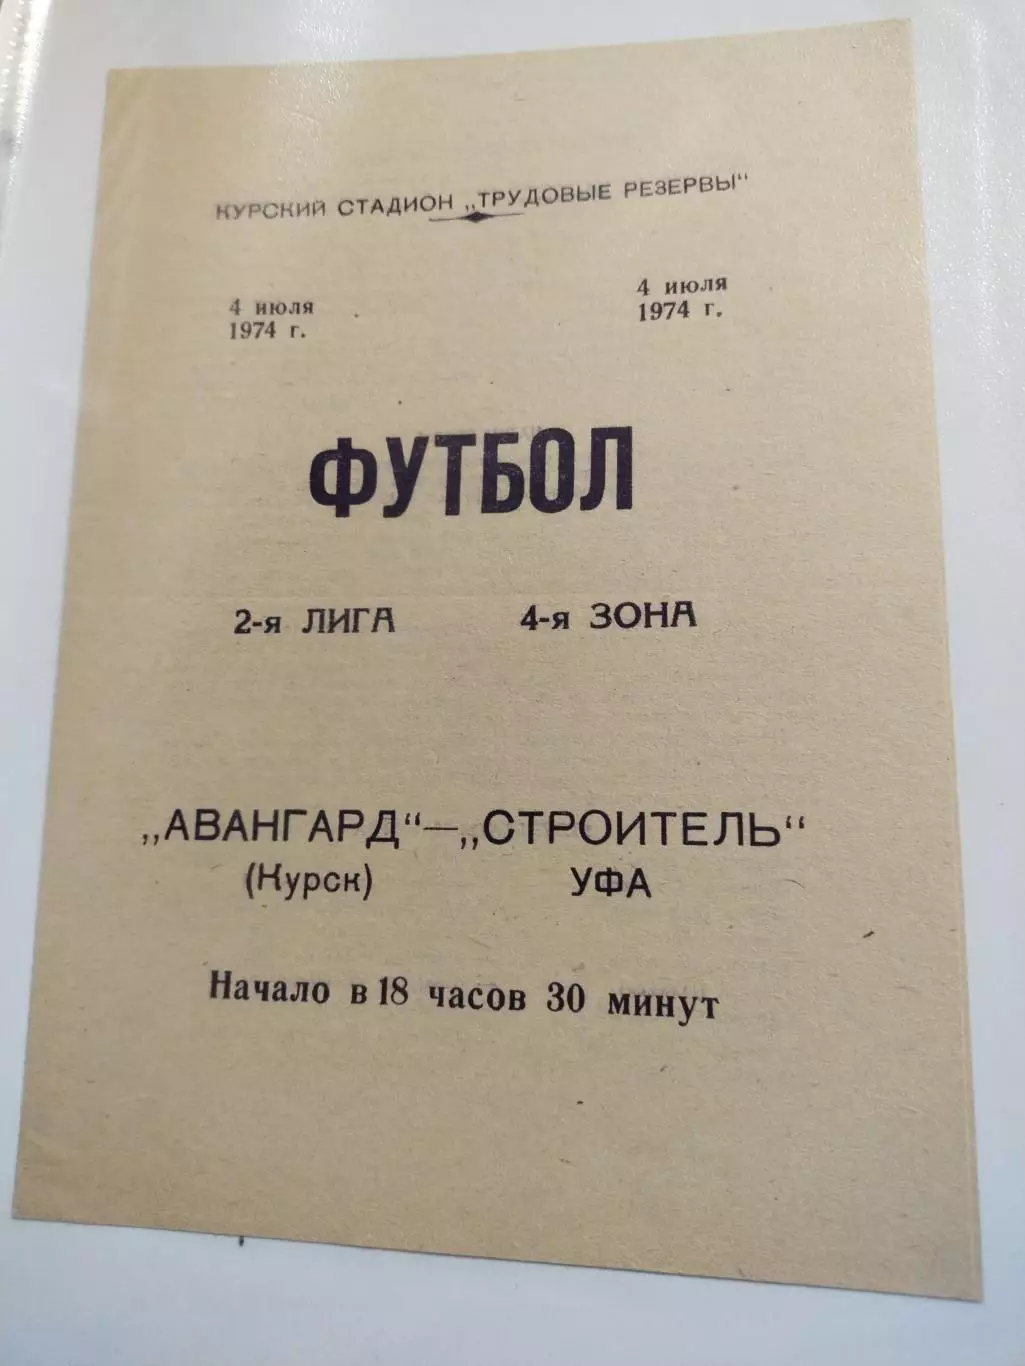 КУРСКИЙ СТАДИОН „ТРУДОВЫЕ РЕЗЕРВЫ“
4 июля 4 июля
1974 г. 1974 г.
ФУТБОЛ
2-я ЛИГА 4-я ЗОНА
„АВАНГАРД“—„СТРОИТЕЛЬ“
(Курск) УФА
Начало в 18 часов 30 минут